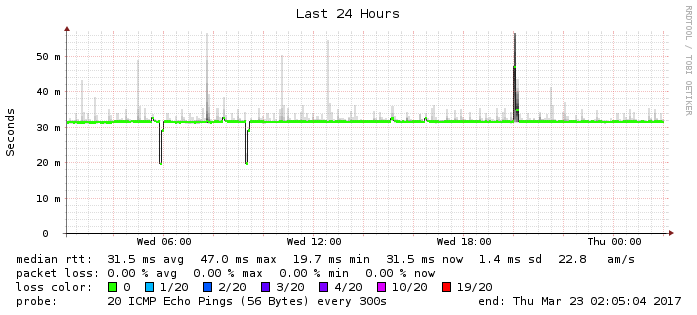 Last 24 Hours
RRDTOOL / TOBI OETIKER
Seconds
50 m
40 m
30 m
20 m
10 m
0
Wed 06:00 Wed 12:00 Wed 18:00 Thu 00:00
median rtt: 31.5 ms avg 47.0 ms max 19.7 ms min 31.5 ms now 1.4 ms sd 22.8 am/s
packet loss: 0.00 % avg 0.00 % max 0.00 % min 0.00 % now
loss color: 0 1/20 2/20 3/20 4/20 10/20 19/20
probe: 20 ICMP Echo Pings (56 Bytes) every 300s end: Thu Mar 23 02:05:04 2017